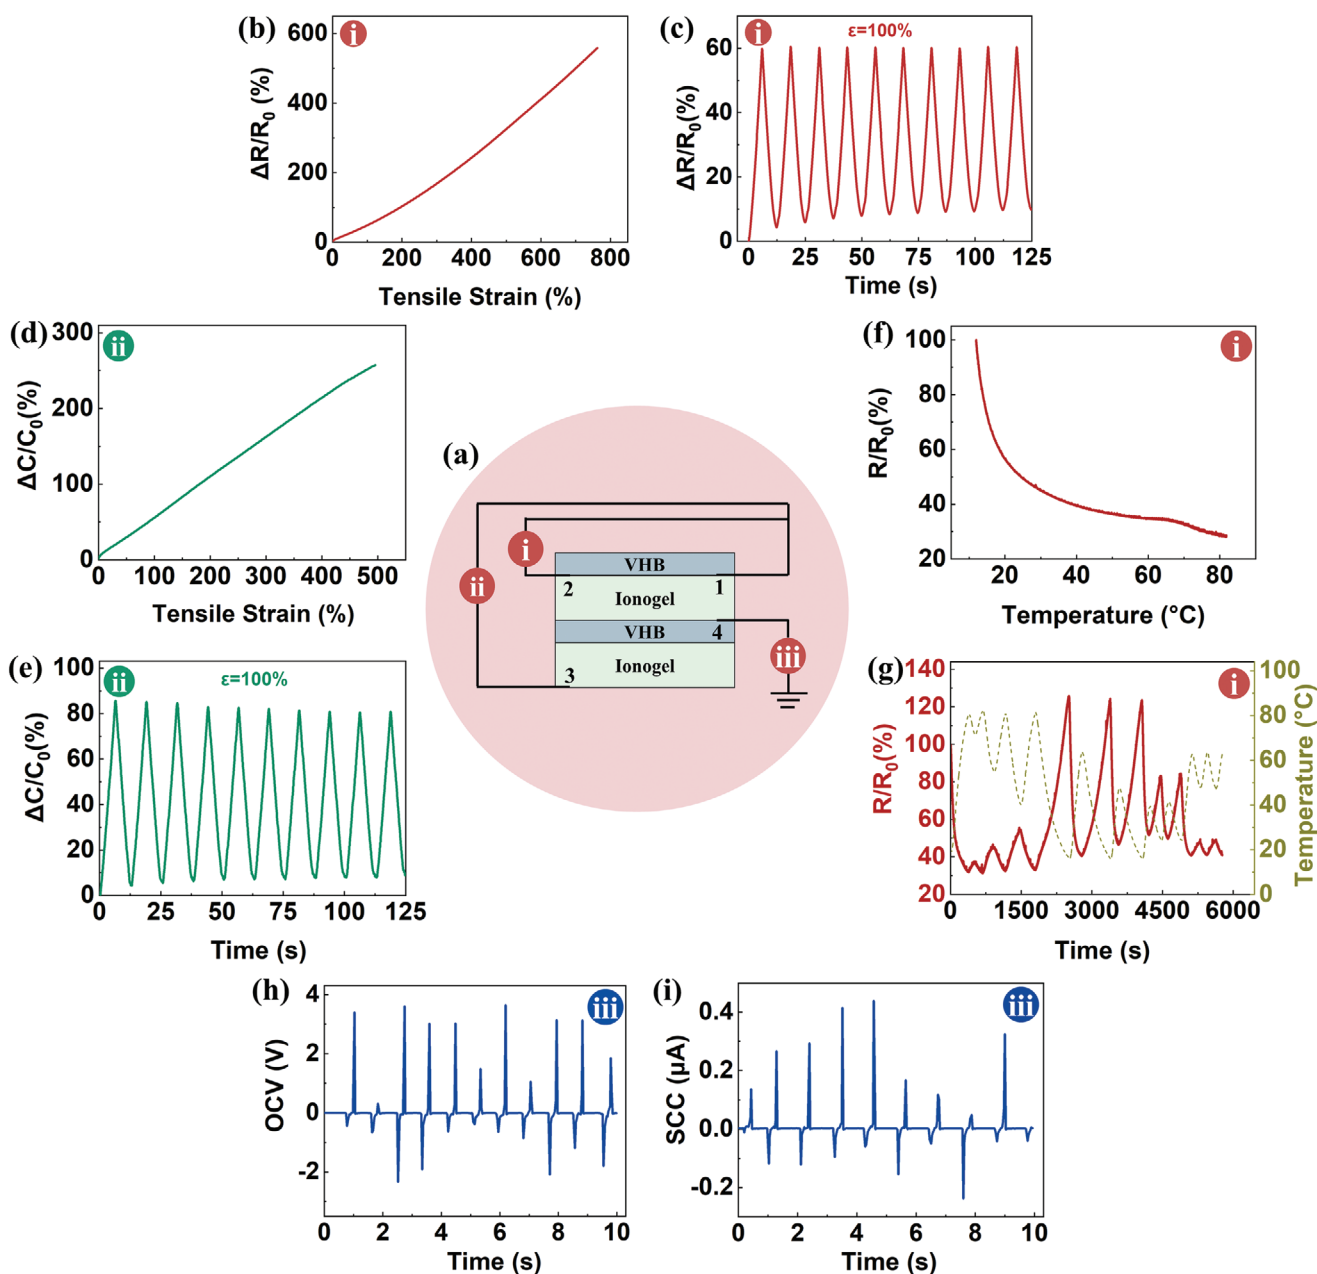 (b)
i
600
400
200
0
ΔR/R0 (%)
0 200 400 600 800
Tensile Strain (%)
(c)
i
ε=100%
60
40
20
0
ΔR/R0(%)
0 25 50 75 100 125
Time (s)
(d)
ii
300
200
100
0
ΔC/C0(%)
0 100 200 300 400 500
Tensile Strain (%)
(f)
i
100
80
60
40
20
R/R0(%)
20 40 60 80
Temperature (°C)
(a)
i
ii
iii
VHB
2 1
Ionogel
VHB 4
Ionogel
3
(e)
ii
ε=100%
100
80
60
40
20
0
ΔC/C0(%)
0 25 50 75 100 125
Time (s)
(g)
i
140
120
100
80
60
40
20
R/R0(%)
100
80
60
40
20
0
Temperature (°C)
0 1500 3000 4500 6000
Time (s)
(h)
iii
4
2
0
-2
OCV (V)
0 2 4 6 8 10
Time (s)
(i)
iii
0.4
0.2
0.0
-0.2
SCC (μA)
0 2 4 6 8 10
Time (s)